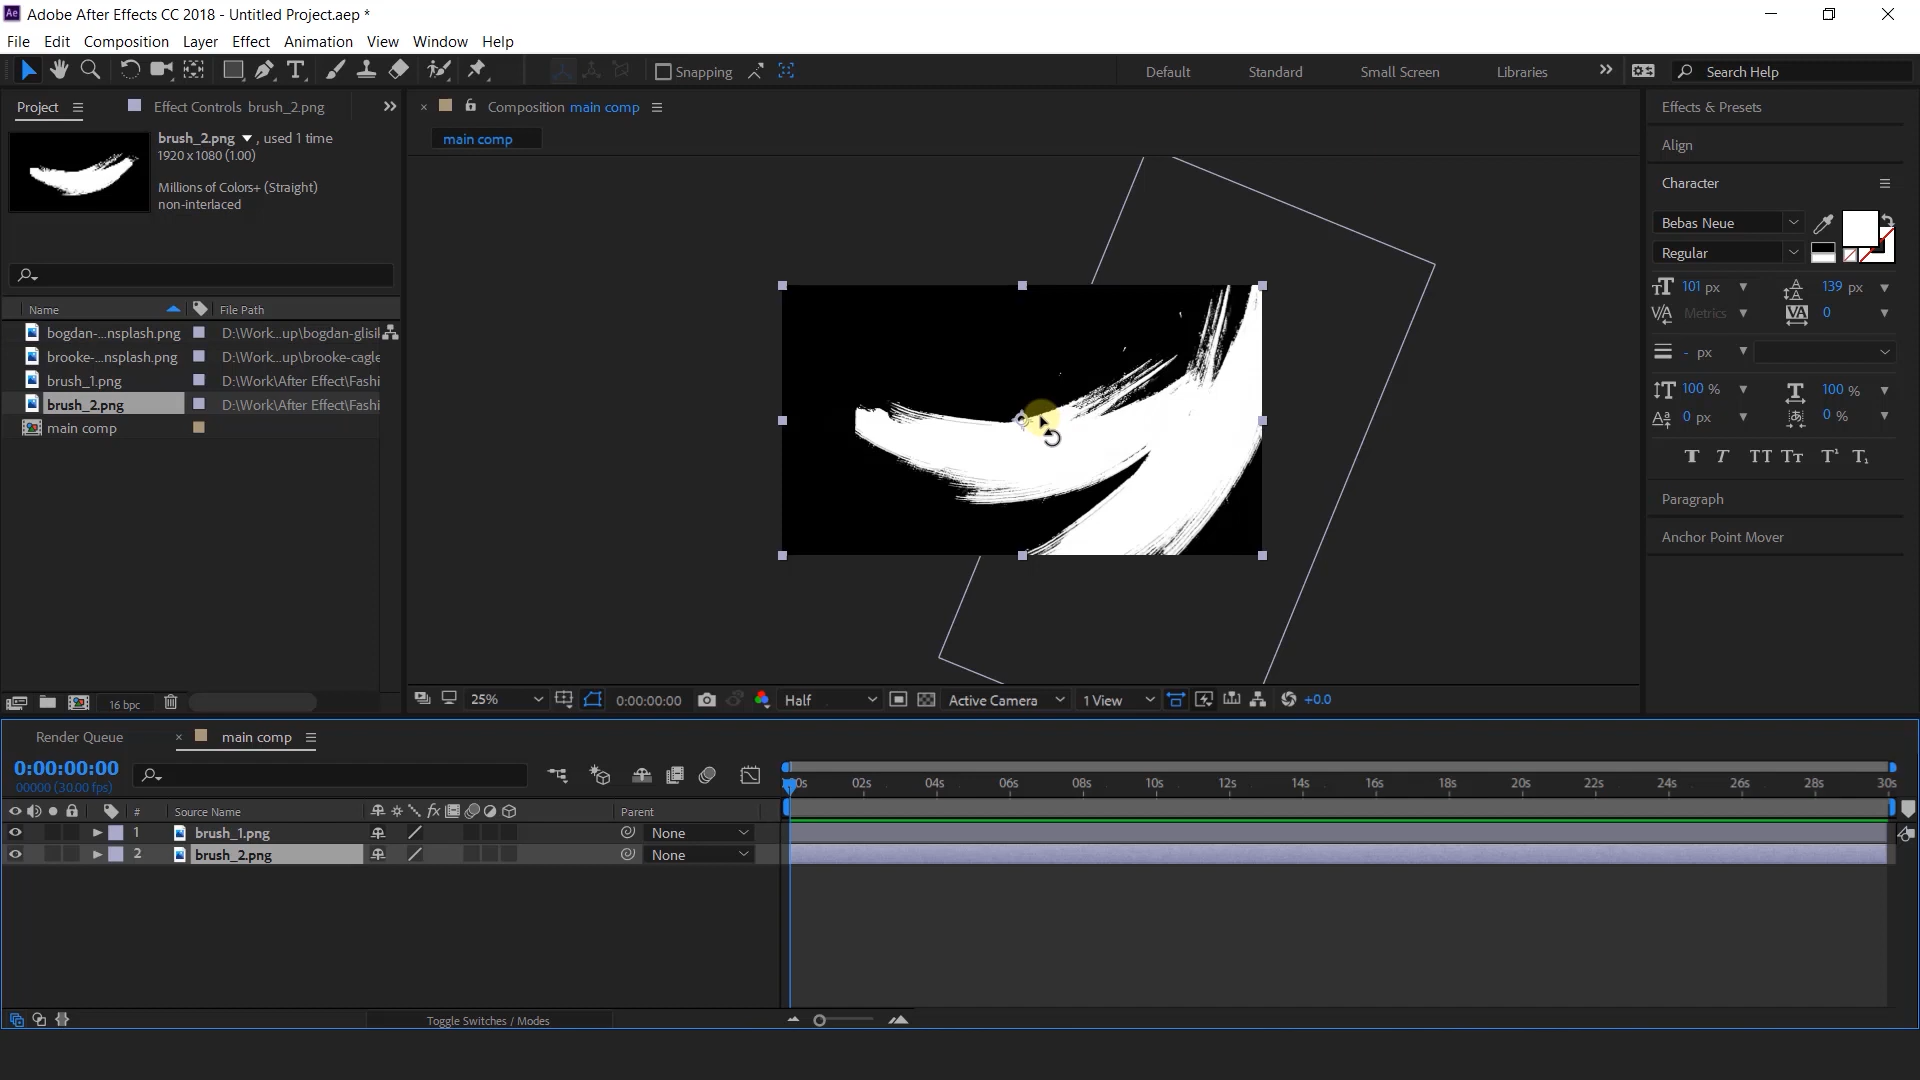 Adobe After Effects CC 2018 - Untitled Project.aep *
File Edit Composition Layer Effect Animation View Window Help
Snapping Default Standard Small Screen Libraries Search Help
Project Effect Controls brush_2.png
Composition main comp
main comp
brush_2.png , used 1 time
1920 x 1080 (1.00)
Millions of Colors+ (Straight)
non-interlaced
Name File Path
bogdan-...nsplash.png D:\Work...up\bogdan-glisil
brooke-...nsplash.png D:\Work...up\brooke-cagle
brush_1.png D:\Work\After Effect\Fashi
brush_2.png D:\Work\After Effect\Fashi
main comp
16 bpc
25% 0:00:00:00 Half Active Camera 1 View +0.0
Effects & Presets
Align
Character
Bebas Neue
Regular
101 px 139 px
Metrics 0
- px
100 % 100 %
0 px 0 %
T T TT TT T¹ T₁
Paragraph
Anchor Point Mover
Render Queue main comp
0:00:00:00
00000 (30.00 fps)
00s 02s 04s 06s 08s 10s 12s 14s 16s 18s 20s 22s 24s 26s 28s 30s
# Source Name Parent
1 brush_1.png None
2 brush_2.png None
Toggle Switches / Modes